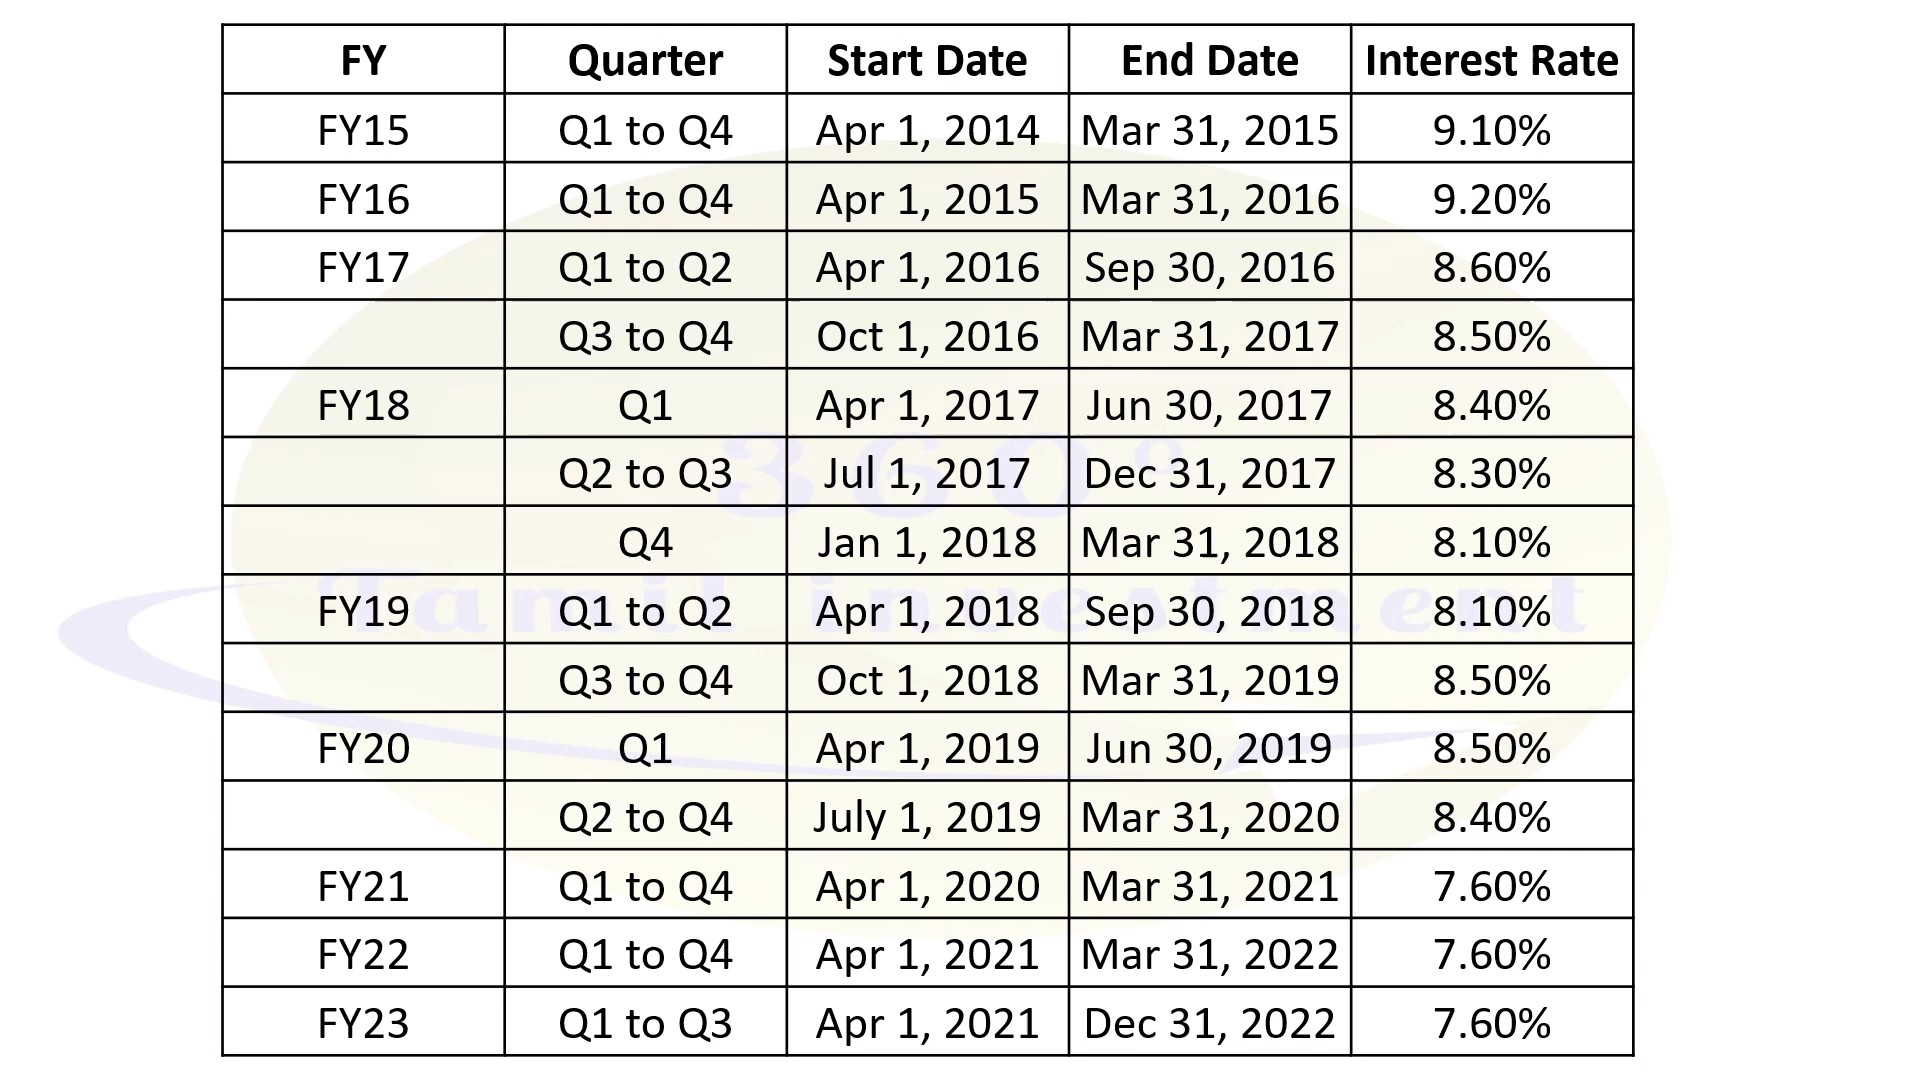 FY Quarter Start Date End Date Interest Rate
FY15 Q1 to Q4 Apr 1, 2014 Mar 31, 2015 9.10%
FY16 Q1 to Q4 Apr 1, 2015 Mar 31, 2016 9.20%
FY17 Q1 to Q2 Apr 1, 2016 Sep 30, 2016 8.60%
Q3 to Q4 Oct 1, 2016 Mar 31, 2017 8.50%
FY18 Q1 Apr 1, 2017 Jun 30, 2017 8.40%
Q2 to Q3 Jul 1, 2017 Dec 31, 2017 8.30%
360°
Q4 Jan 1, 2018 Mar 31, 2018 8.10%
FY19 Q1 to Q2 Apr 1, 2018 Sep 30, 2018 8.10%
Tamil investment
Q3 to Q4 Oct 1, 2018 Mar 31, 2019 8.50%
FY20 Q1 Apr 1, 2019 Jun 30, 2019 8.50%
Q2 to Q4 July 1, 2019 Mar 31, 2020 8.40%
FY21 Q1 to Q4 Apr 1, 2020 Mar 31, 2021 7.60%
FY22 Q1 to Q4 Apr 1, 2021 Mar 31, 2022 7.60%
FY23 Q1 to Q3 Apr 1, 2021 Dec 31, 2022 7.60%